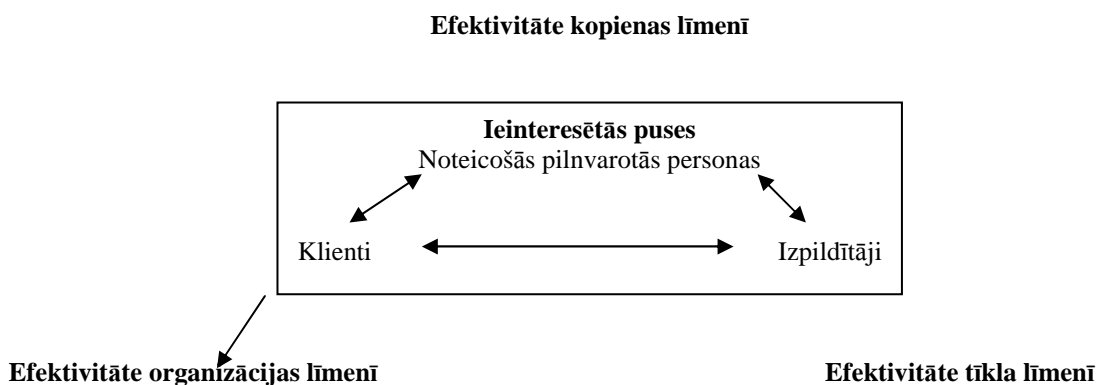 Efektivitāte kopienas līmenī
Ieinteresētās puses
Noteicošās pilnvarotās personas
Klienti
Izpildītāji
Efektivitāte organizācijas līmenī
Efektivitāte tīkla līmenī